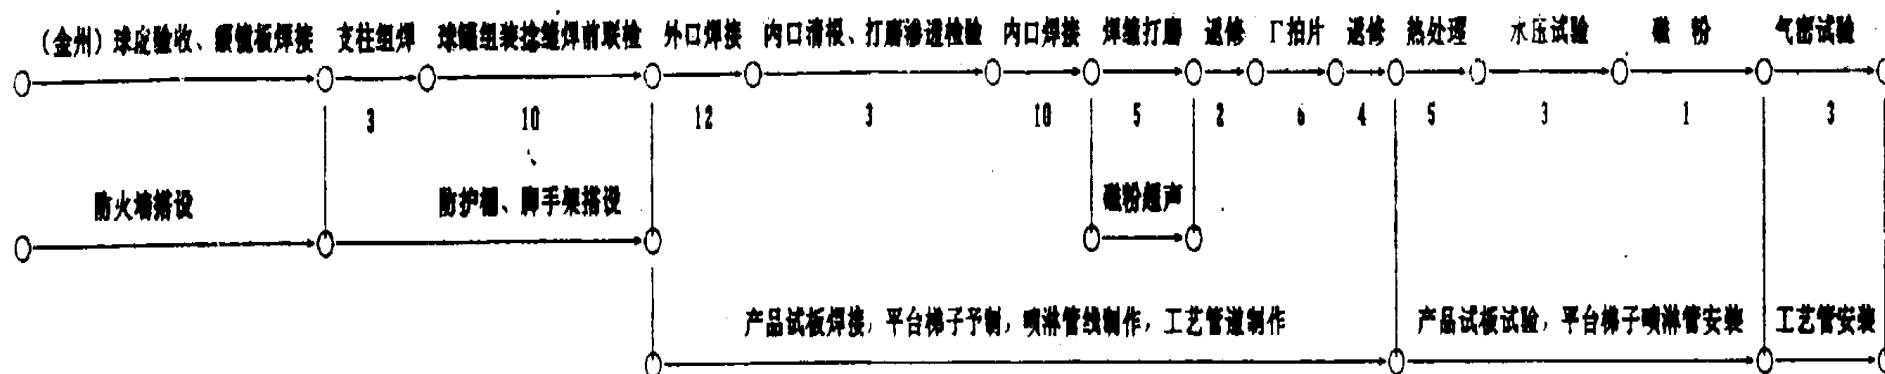 (金州)球应验收、板焊接 支柱组焊 球罐组装捻缝焊前联检 外口焊接 内口清根、打磨渗透检验 内口焊接 焊缝打磨 返修 Γ拍片 返修 热处理 水压试验 磁 粉 气密试验
3 10 12 3 10 5 2 6 4 5 3 1 3
防火墙搭设 防护棚、脚手架搭设 磁粉超声
产品试板焊接,平台梯子予制,喷淋管线制作,工艺管道制作 产品试板试验,平台梯子喷淋管安装 工艺管安装